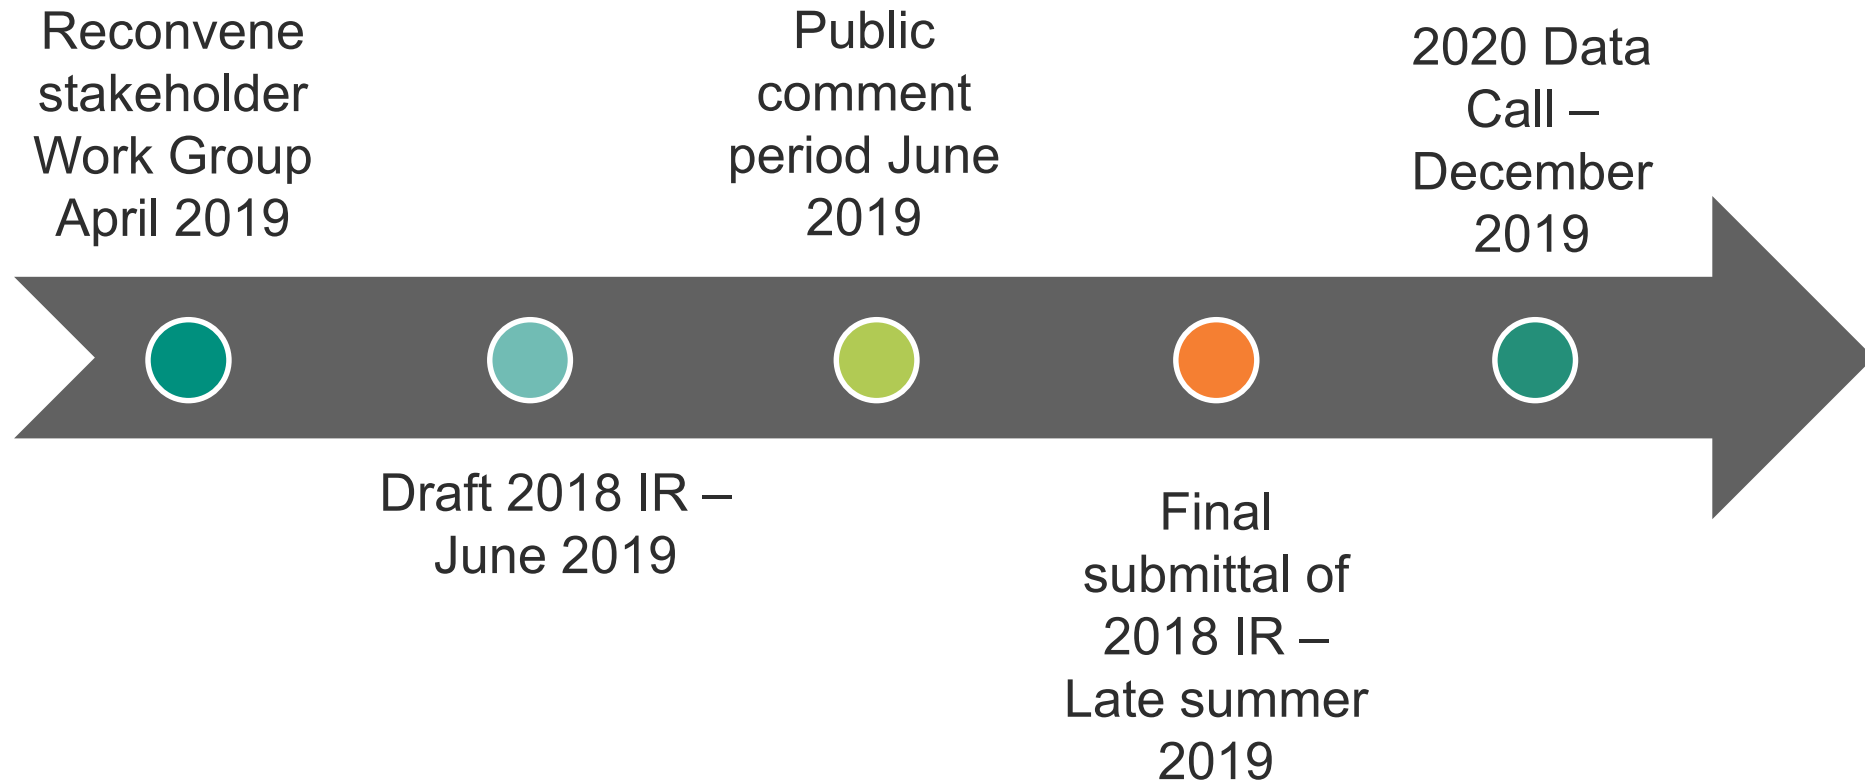 Reconvene
stakeholder
Work Group
April 2019
Draft 2018 IR –
June 2019
Public
comment
period June
2019
Final
submittal of
2018 IR –
Late summer
2019
2020 Data
Call –
December
2019